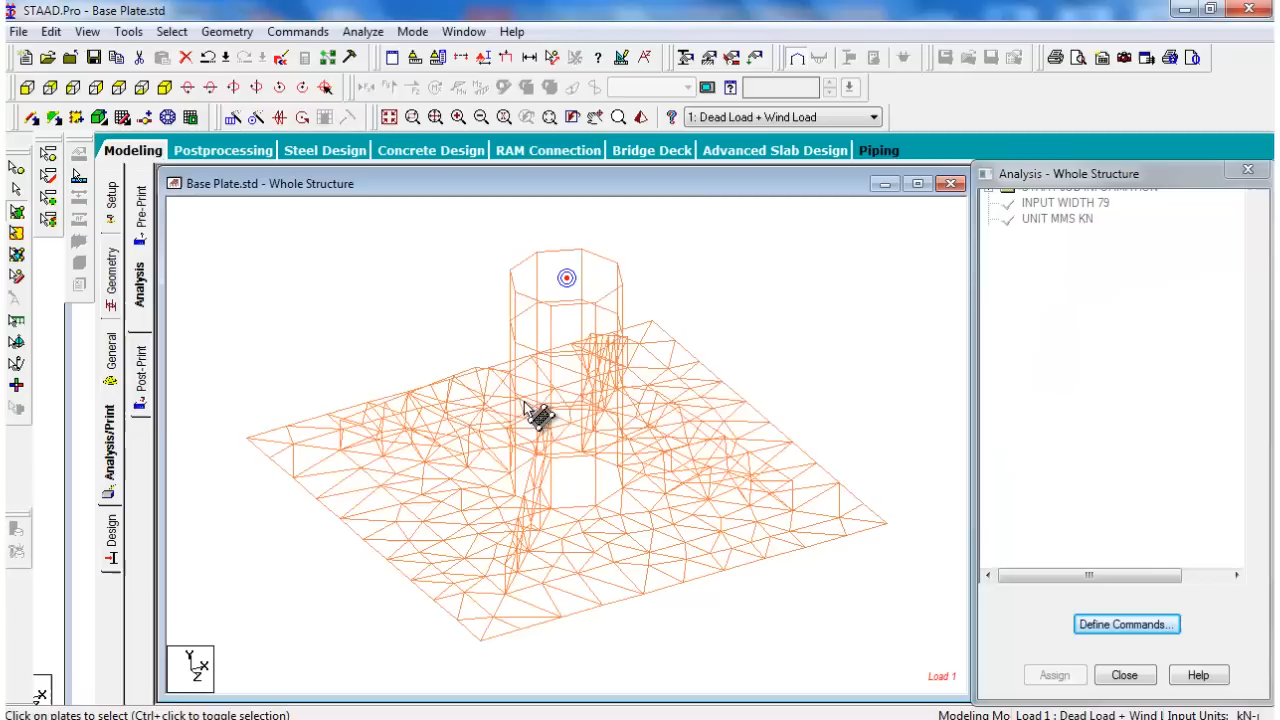 STAAD.Pro - Base Plate.std
File Edit View Tools Select Geometry Commands Analyze Mode Window Help
1: Dead Load + Wind Load
Modeling Postprocessing Steel Design Concrete Design RAM Connection Bridge Deck Advanced Slab Design Piping
Setup
Geometry
General
Analysis/Print
Design
Pre-Print
Analysis
Post-Print
Base Plate.std - Whole Structure
Y
X
Z
Load 1
X
Analysis - Whole Structure
START JOB INFORMATION
INPUT WIDTH 79
UNIT MMS KN
Define Commands...
Assign Close Help
Click on plates to select (Ctrl+click to toggle selection)
Modeling Mo Load 1 : Dead Load + Wind L Input Units: kN-